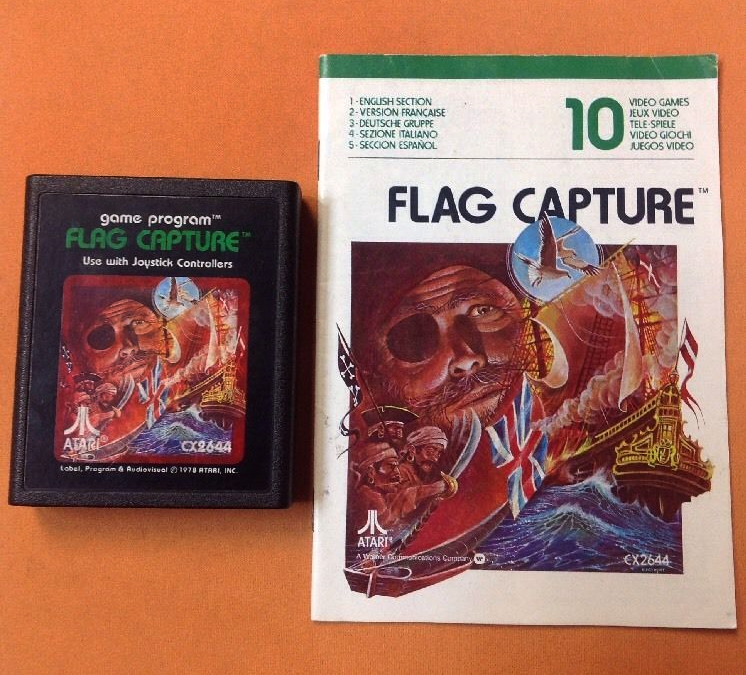 game program™
FLAG CAPTURE™
Use with Joystick Controllers
ATARI®
CX2644
Label, Program & Audiovisual © 1978 ATARI, INC.
1-ENGLISH SECTION
2-VERSION FRANÇAISE
3-DEUTSCHE GRUPPE
4-SEZIONE ITALIANO
5-SECCION ESPAÑOL
10
VIDEO GAMES
JEUX VIDEO
TELE-SPIELE
VIDEO GIOCHI
JUEGOS VIDEO
FLAG CAPTURE™
ATARI®
A Warner Communications Company
CX2644